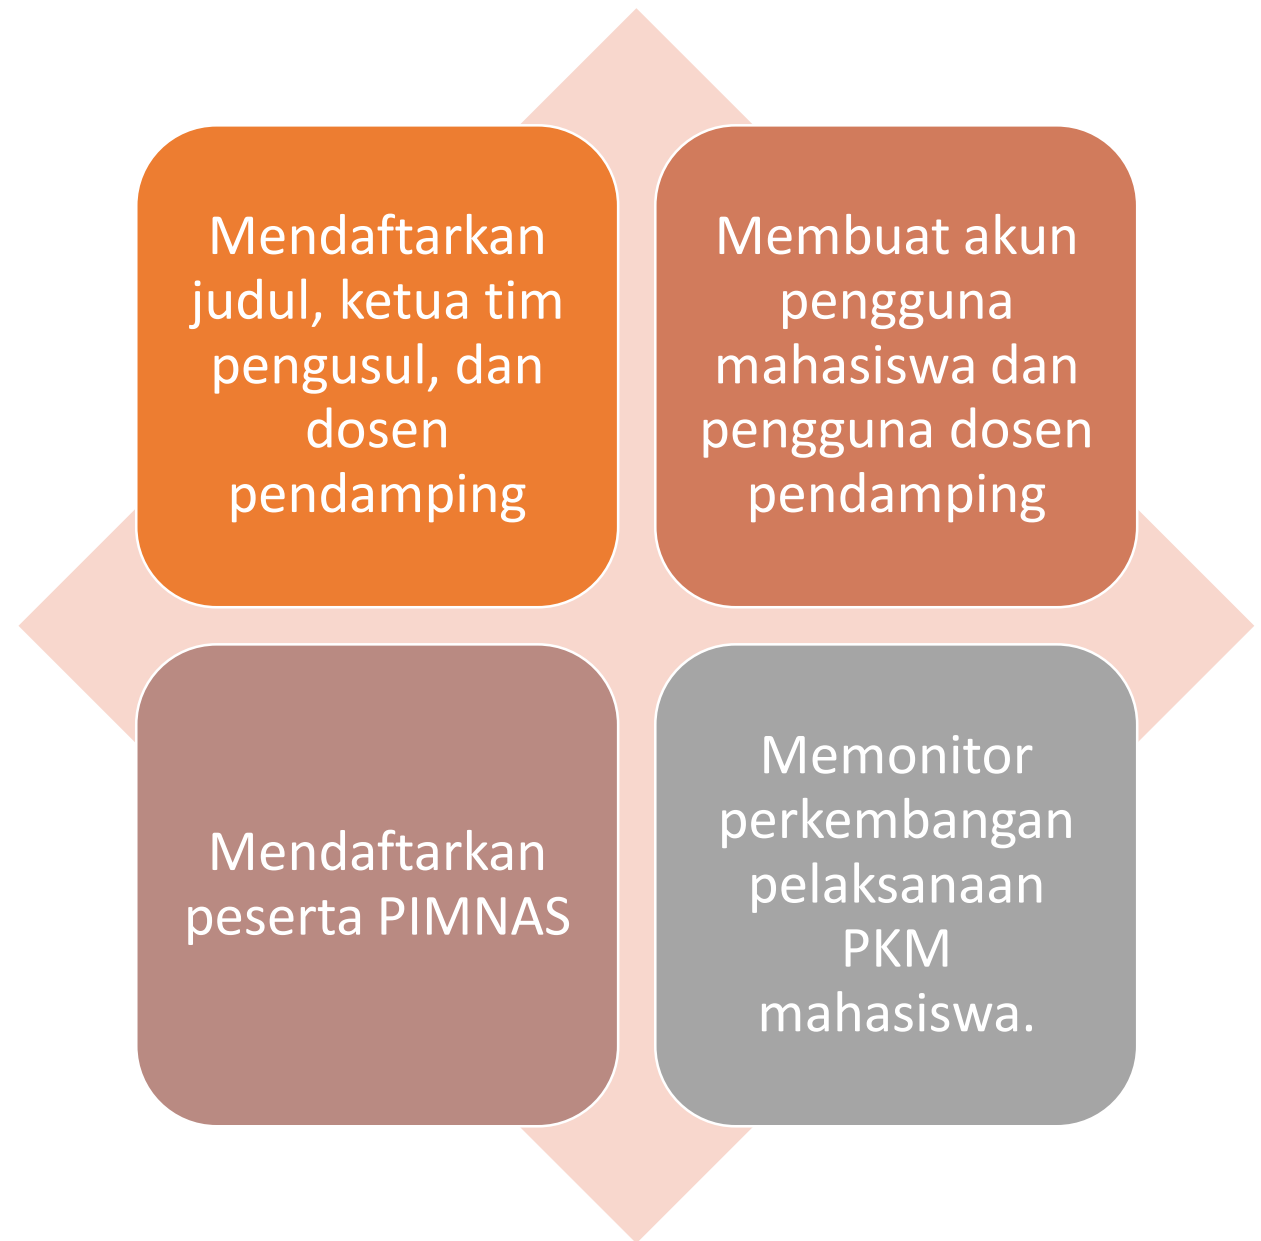 Mendaftarkan
judul, ketua tim
pengusul, dan
dosen
pendamping
Membuat akun
pengguna
mahasiswa dan
pengguna dosen
pendamping
Mendaftarkan
peserta PIMNAS
Memonitor
perkembangan
pelaksanaan
PKM
mahasiswa.